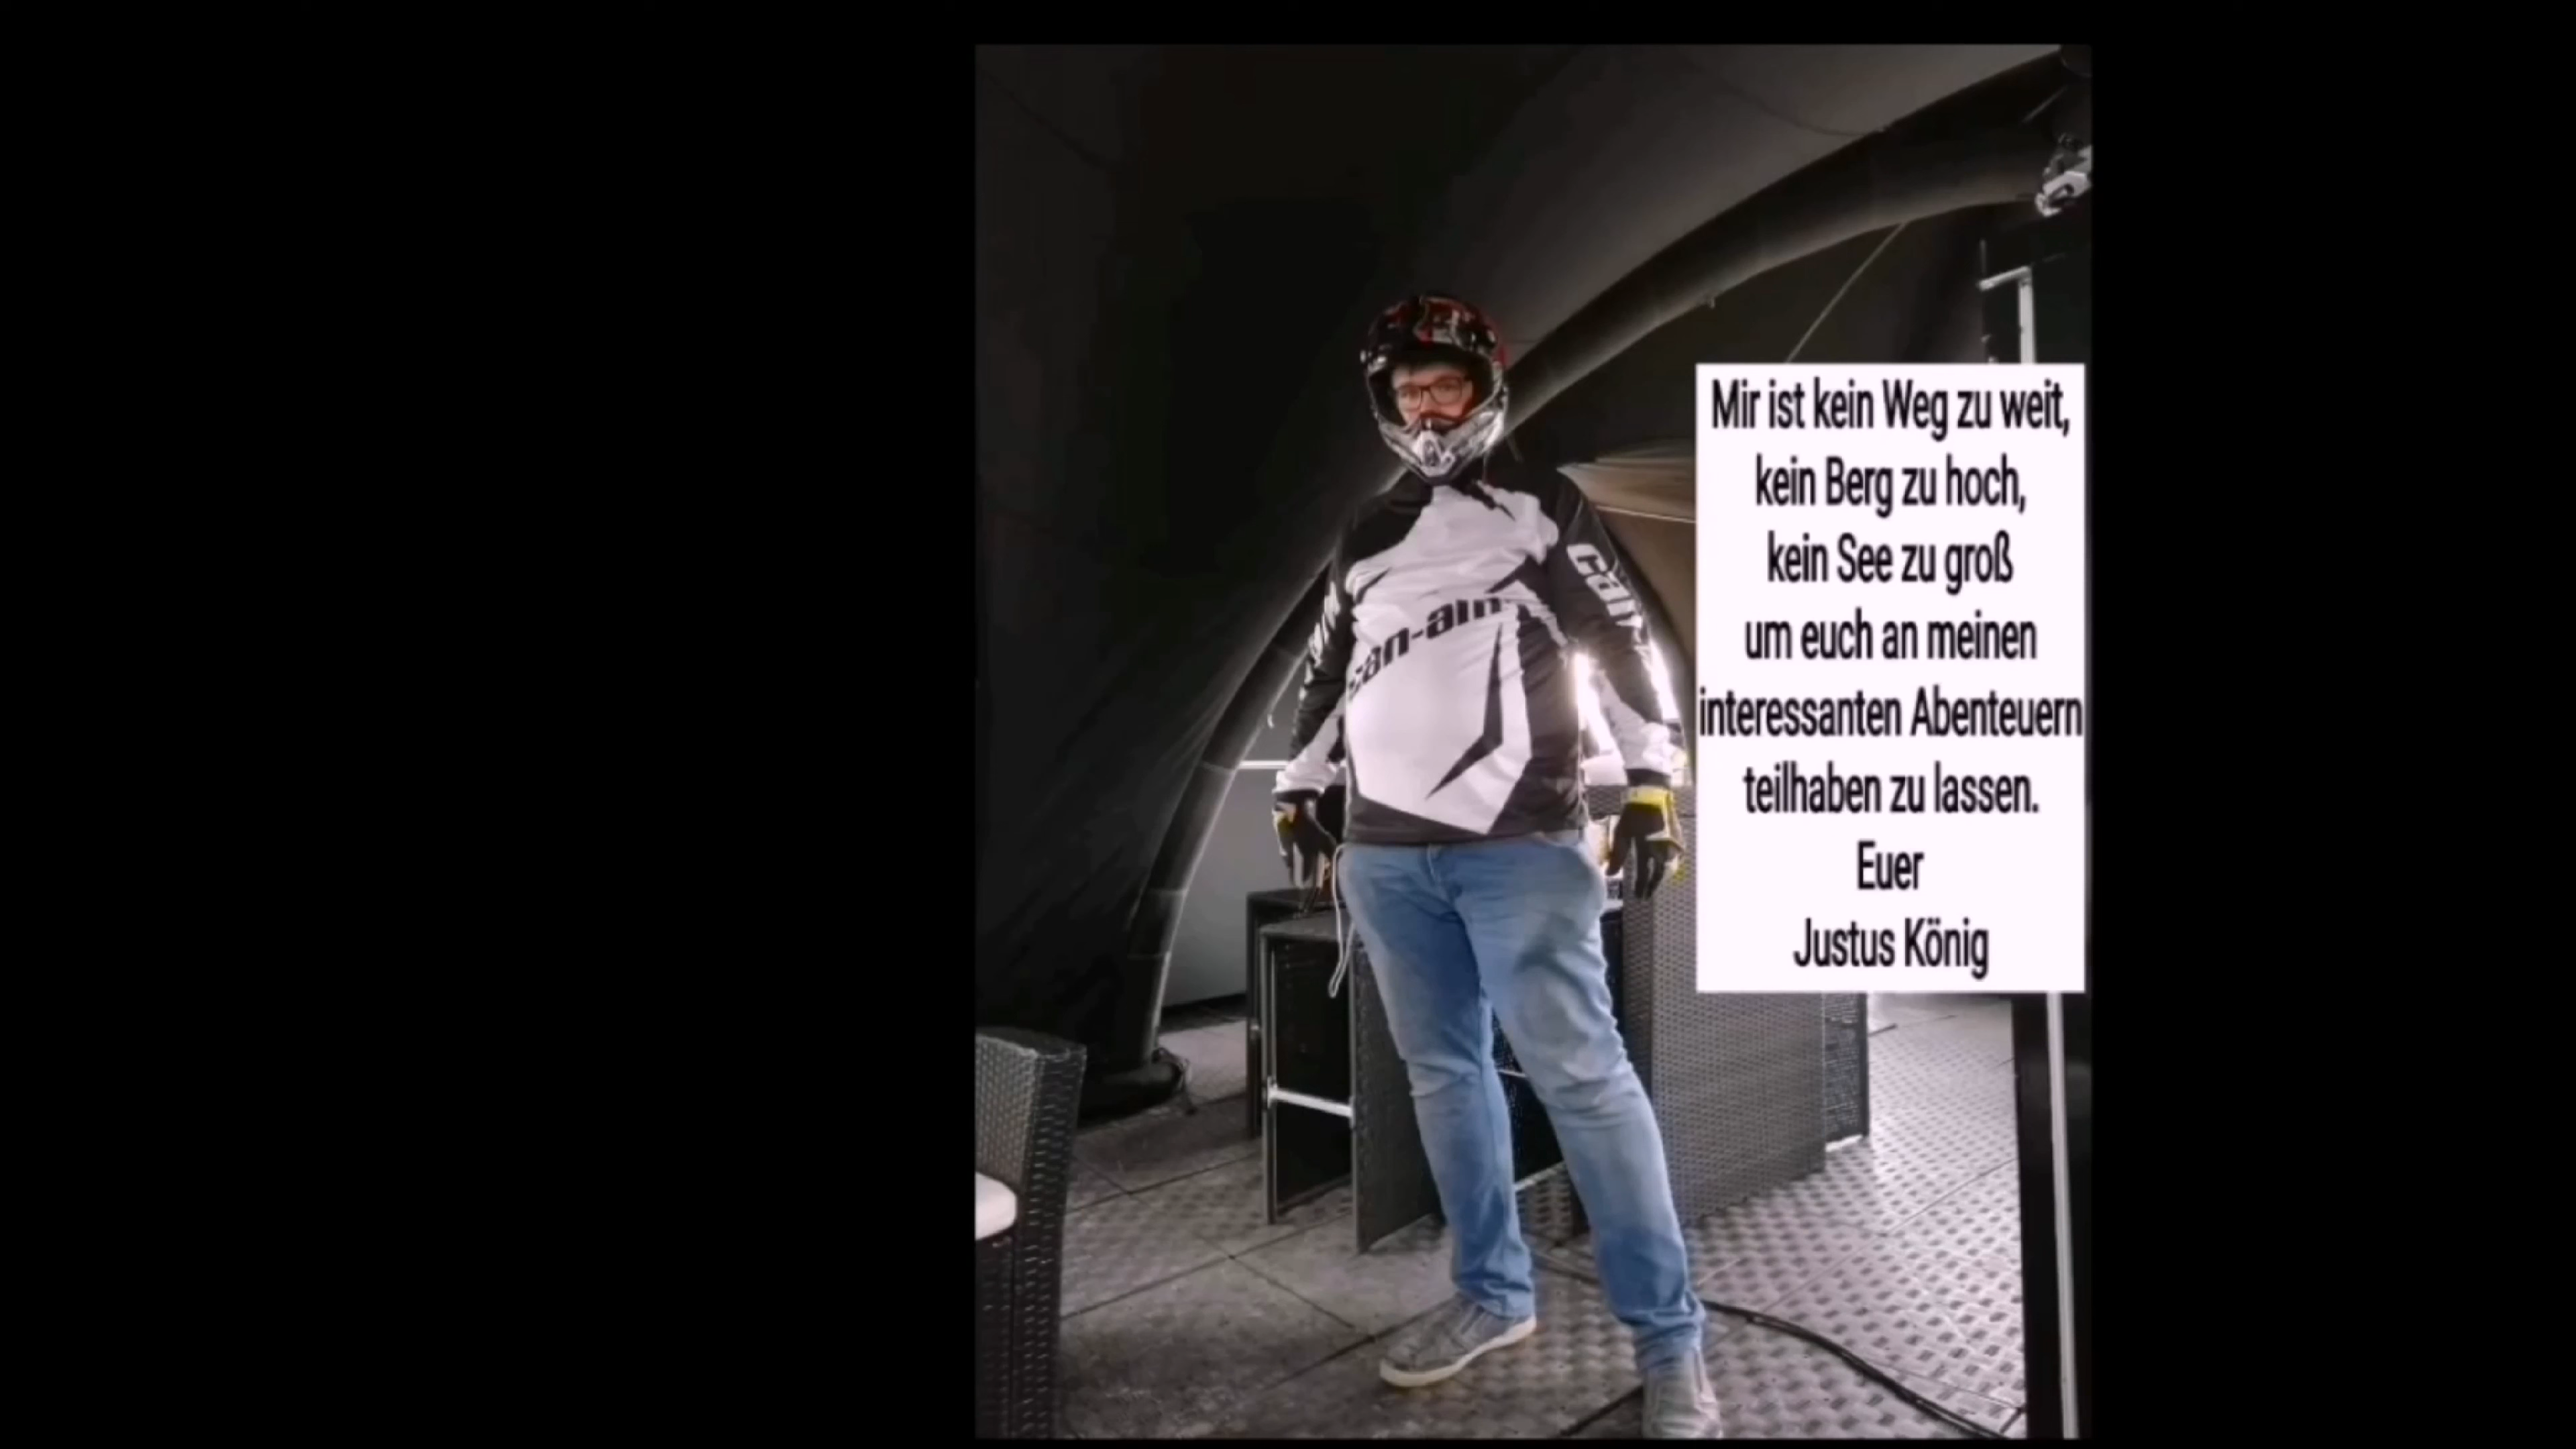 Mir ist kein Weg zu weit,
kein Berg zu hoch,
kein See zu groß
um euch an meinen
interessanten Abenteuern
teilhaben zu lassen.
Euer
Justus König
can-am
can